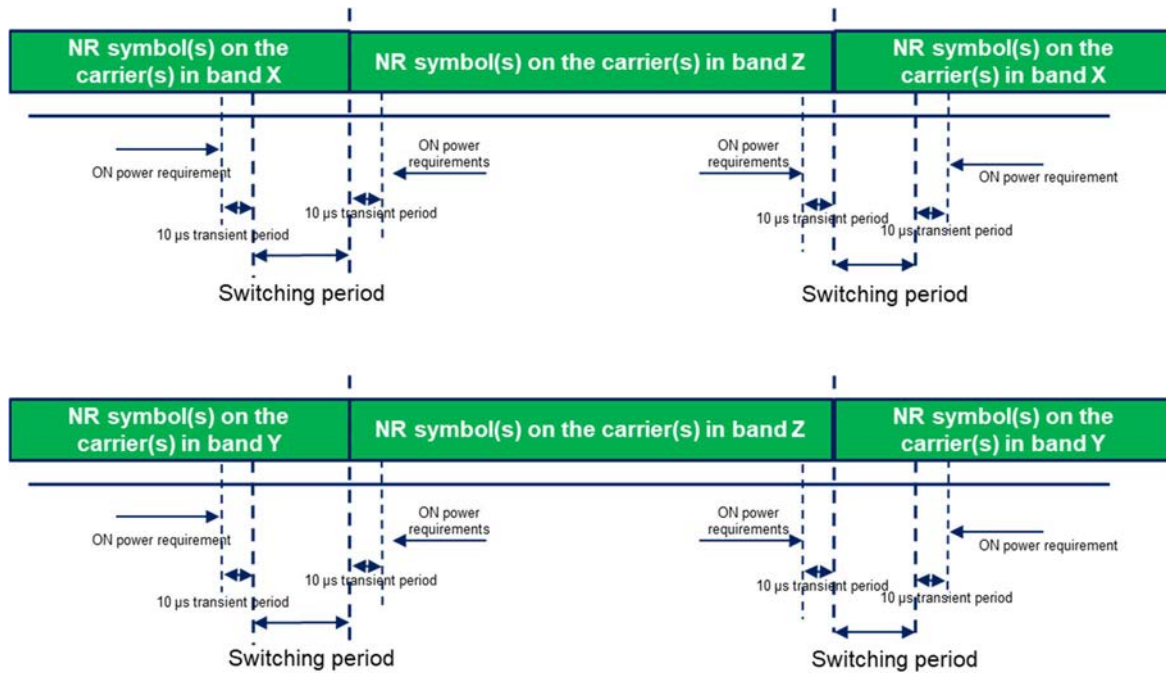 NR symbol(s) on the
carrier(s) in band X
NR symbol(s) on the carrier(s) in band Z
NR symbol(s) on the
carrier(s) in band X
ON power requirement
ON power
requirements
ON power
requirements
ON power requirement
10 µs transient period
10 µs transient period
10 µs transient period
10 µs transient period
Switching period
Switching period
NR symbol(s) on the
carrier(s) in band Y
NR symbol(s) on the carrier(s) in band Z
NR symbol(s) on the
carrier(s) in band Y
ON power requirement
ON power
requirements
ON power
requirements
ON power requirement
10 µs transient period
10 µs transient period
10 µs transient period
10 µs transient period
Switching period
Switching period